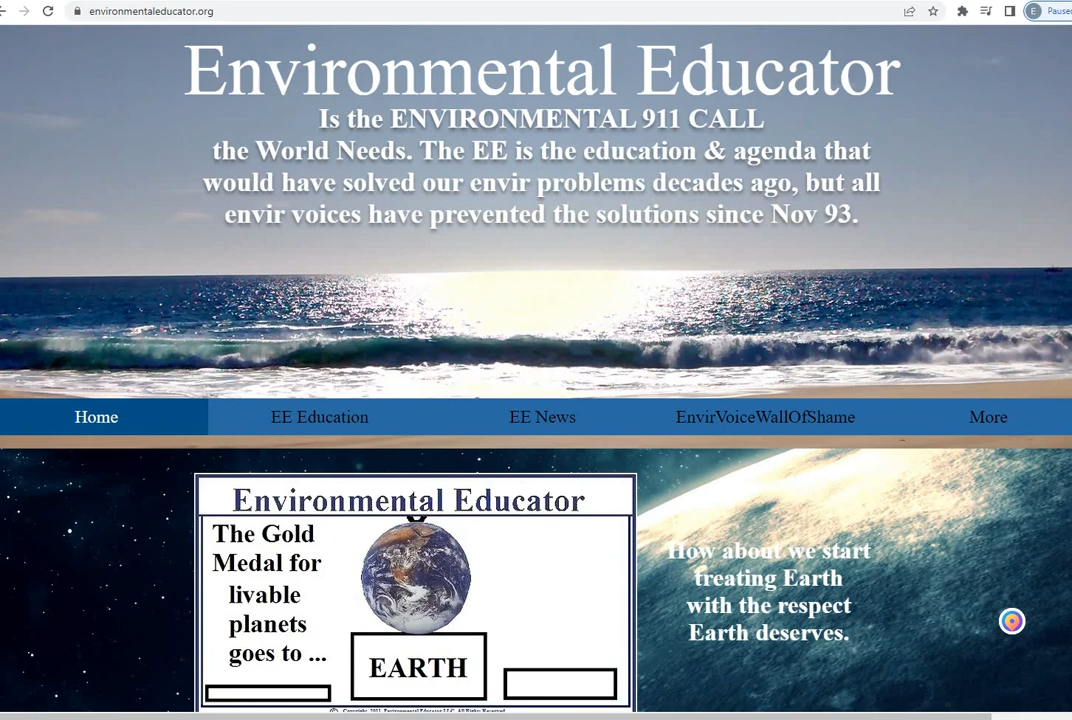 environmentaleducator.org
E
Paused
Environmental Educator
Is the ENVIRONMENTAL 911 CALL
the World Needs. The EE is the education & agenda that
would have solved our envir problems decades ago, but all
envir voices have prevented the solutions since Nov 93.
Home
EE Education
EE News
EnvirVoiceWallOfShame
More
Environmental Educator
The Gold
Medal for
livable
planets
goes to ...
EARTH
How about we start
treating Earth
with the respect
Earth deserves.